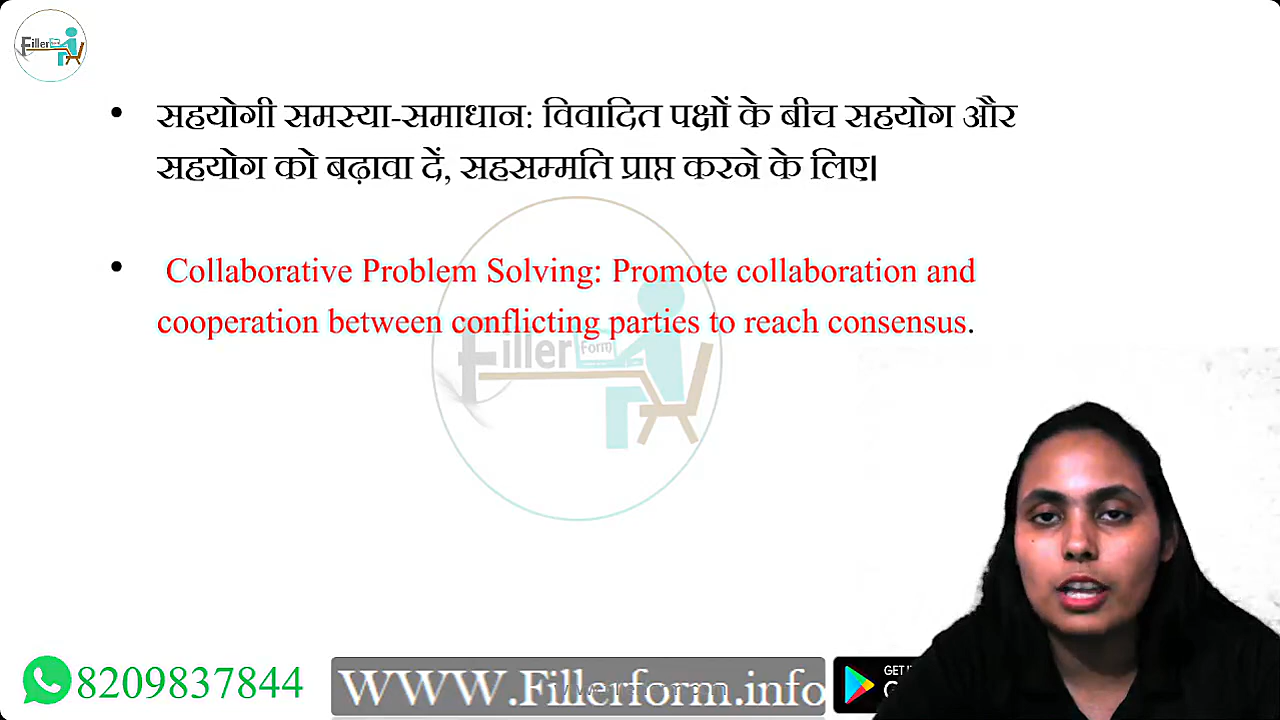 Filler
सहयोगी समस्या-समाधान: विवादित पक्षों के बीच सहयोग और
सहयोग को बढ़ावा दें, सहसम्मति प्राप्त करने के लिए।
Collaborative Problem Solving: Promote collaboration and
cooperation between conflicting parties to reach consensus.
Filler Form
8209837844
WWW.Fillerform.info
GET I